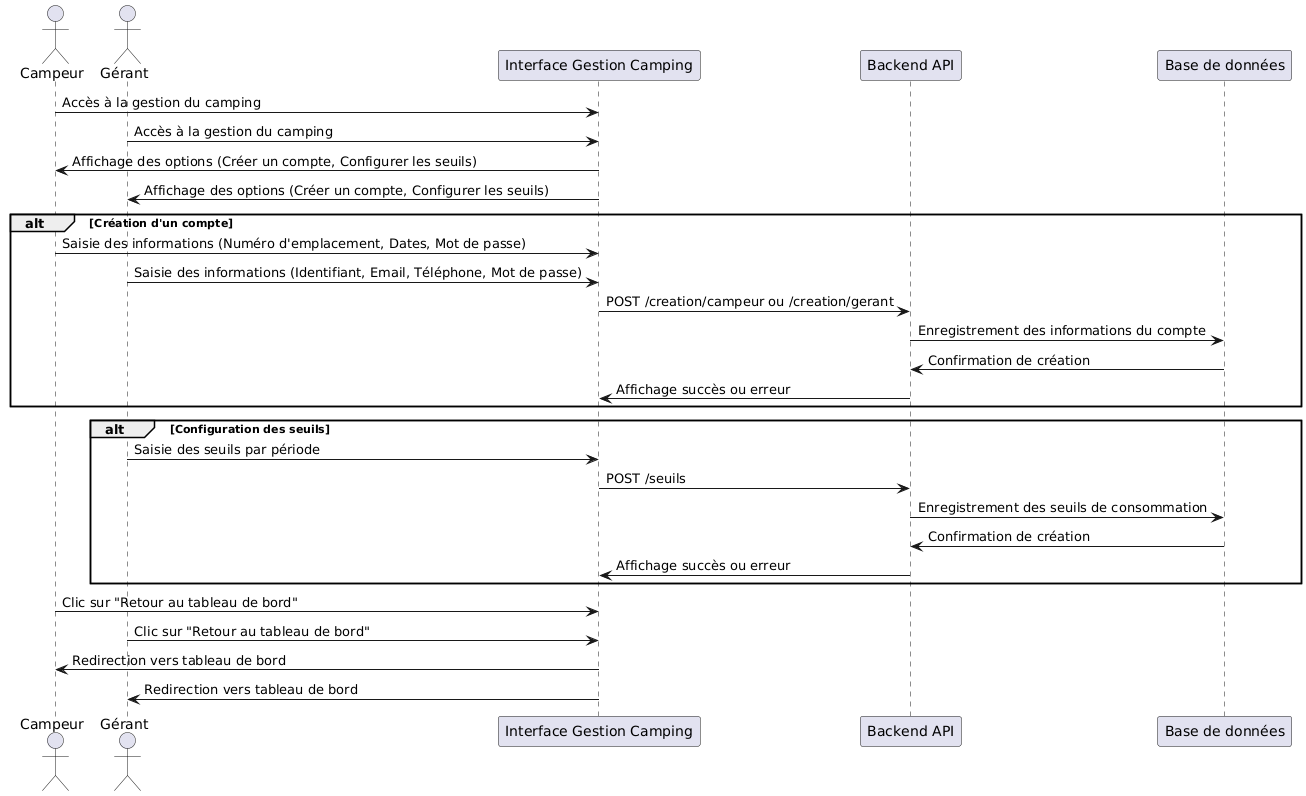 Campeur
Gérant
Interface Gestion Camping
Backend API
Base de données
Accès à la gestion du camping
Accès à la gestion du camping
Affichage des options (Créer un compte, Configurer les seuils)
Affichage des options (Créer un compte, Configurer les seuils)
alt [Création d'un compte]
Saisie des informations (Numéro d'emplacement, Dates, Mot de passe)
Saisie des informations (Identifiant, Email, Téléphone, Mot de passe)
POST /creation/campeur ou /creation/gerant
Enregistrement des informations du compte
Confirmation de création
Affichage succès ou erreur
alt [Configuration des seuils]
Saisie des seuils par période
POST /seuils
Enregistrement des seuils de consommation
Confirmation de création
Affichage succès ou erreur
Clic sur "Retour au tableau de bord"
Clic sur "Retour au tableau de bord"
Redirection vers tableau de bord
Redirection vers tableau de bord
Campeur
Gérant
Interface Gestion Camping
Backend API
Base de données